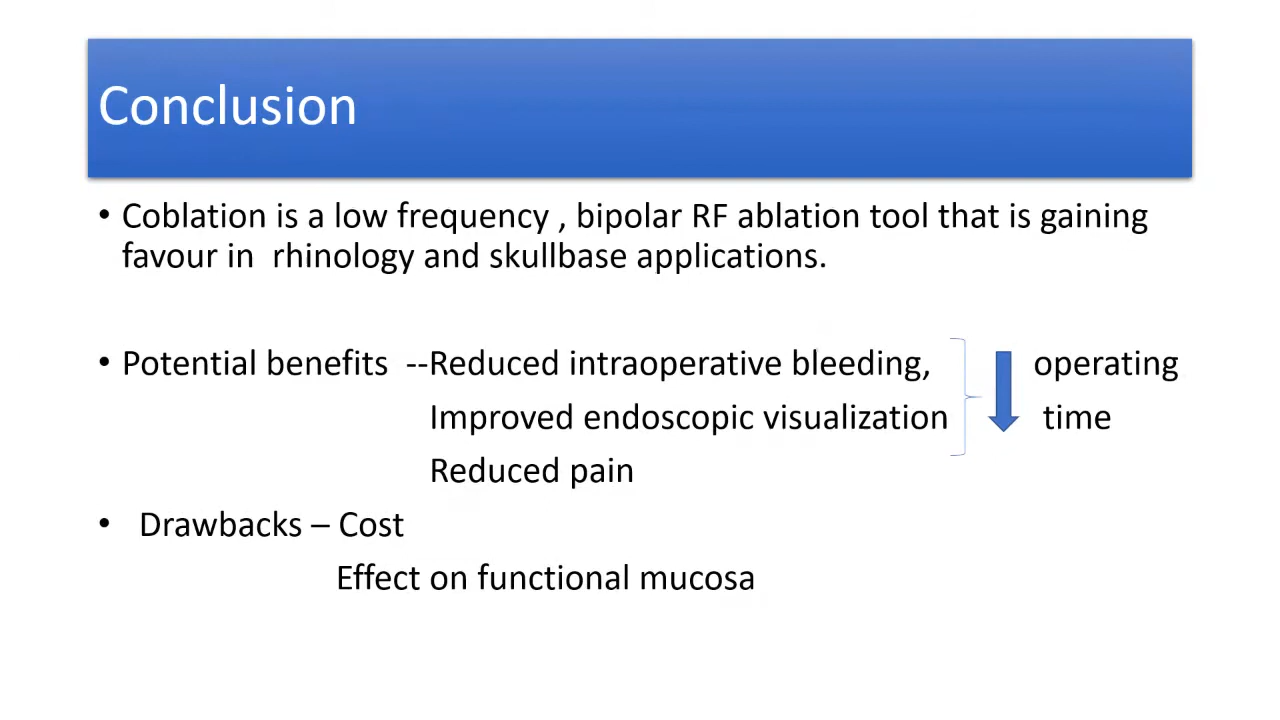 Conclusion
• Coblation is a low frequency , bipolar RF ablation tool that is gaining
favour in  rhinology and skullbase applications.
• Potential benefits  --Reduced intraoperative bleeding, operating
Improved endoscopic visualization time
Reduced pain
• Drawbacks – Cost
Effect on functional mucosa